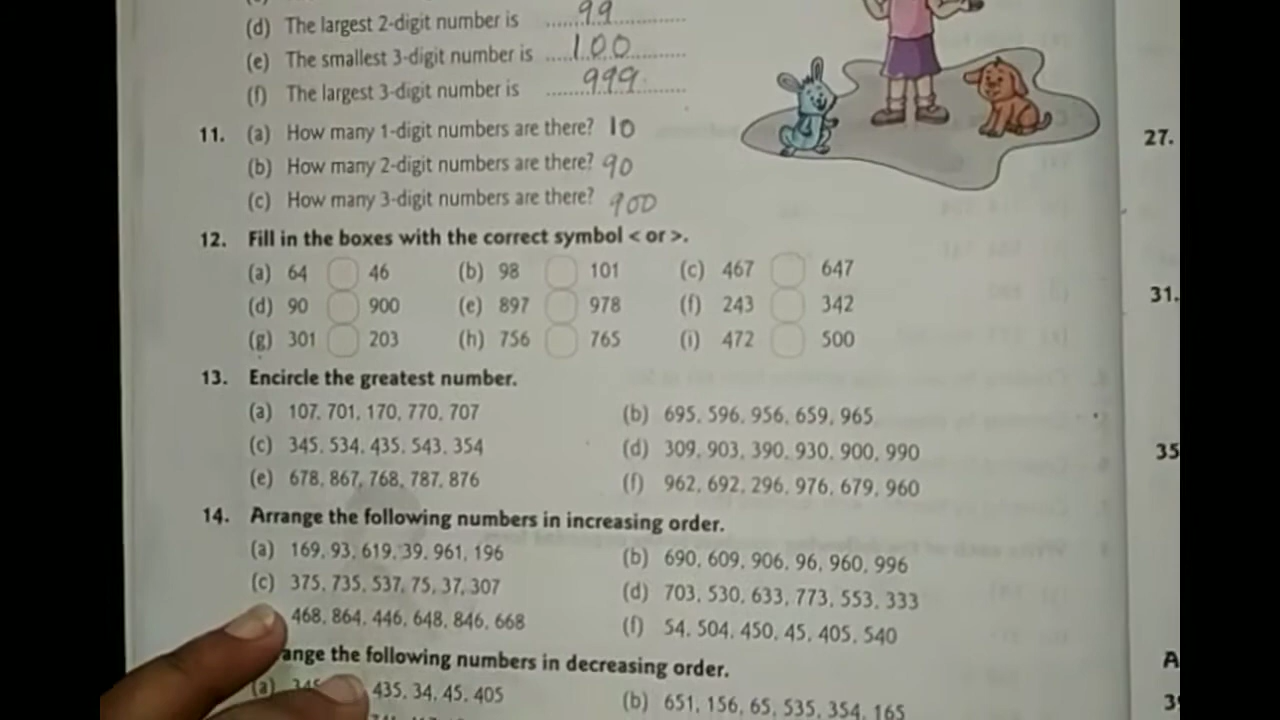 (d) The largest 2-digit number is ........99........
(e) The smallest 3-digit number is ........100........
(f) The largest 3-digit number is ........999........
11. (a) How many 1-digit numbers are there? 10
(b) How many 2-digit numbers are there? 90
27.
(c) How many 3-digit numbers are there? 900
12. Fill in the boxes with the correct symbol < or >.
(a) 64 46 (b) 98 101 (c) 467 647
(d) 90 900 (e) 897 978 (f) 243 342
31.
(g) 301 203 (h) 756 765 (i) 472 500
13. Encircle the greatest number.
(a) 107, 701, 170, 770, 707 (b) 695, 596, 956, 659, 965
(c) 345, 534, 435, 543, 354 (d) 309, 903, 390, 930, 900, 990
35
(e) 678, 867, 768, 787, 876 (f) 962, 692, 296, 976, 679, 960
14. Arrange the following numbers in increasing order.
(a) 169, 93, 619, 39, 961, 196 (b) 690, 609, 906, 96, 960, 996
(c) 375, 735, 537, 75, 37, 307 (d) 703, 530, 633, 773, 553, 333
468, 864, 446, 648, 846, 668 (f) 54, 504, 450, 45, 405, 540
ange the following numbers in decreasing order.
A
(a) 345 435, 34, 45, 405 (b) 651, 156, 65, 535, 354, 165